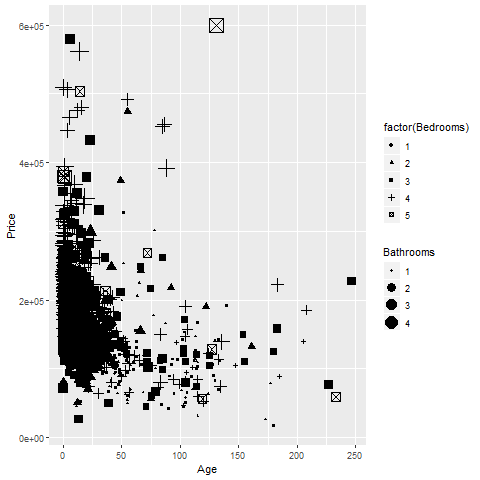 6e+05
4e+05
2e+05
0e+00
Price
0
50
100
150
200
250
Age
factor(Bedrooms)
1
2
3
4
5
Bathrooms
1
2
3
4